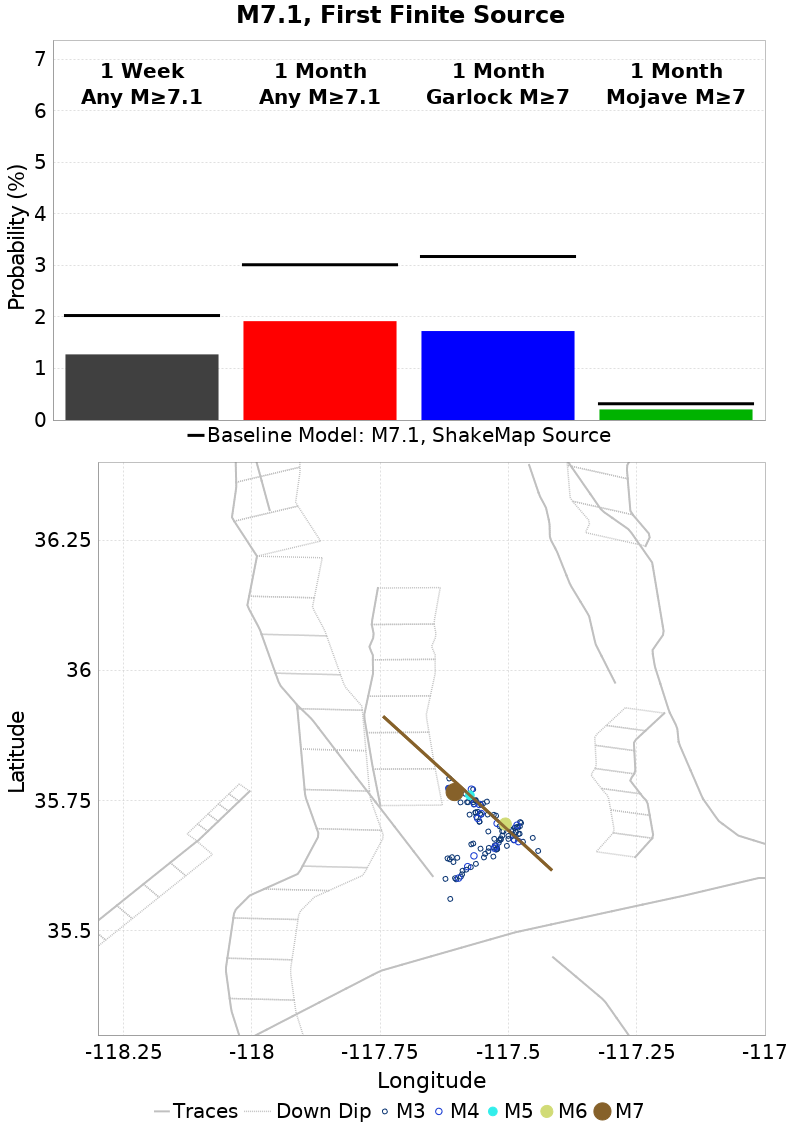 M7.1, First Finite Source
1 Week
Any M≥7.1
1 Month
Any M≥7.1
1 Month
Garlock M≥7
1 Month
Mojave M≥7
Probability (%)
7
6
5
4
3
2
1
0
Baseline Model: M7.1, ShakeMap Source
Latitude
36.25
36
35.75
35.5
-118.25
-118
-117.75
-117.5
-117.25
-117
Longitude
Traces
Down Dip
M3
M4
M5
M6
M7